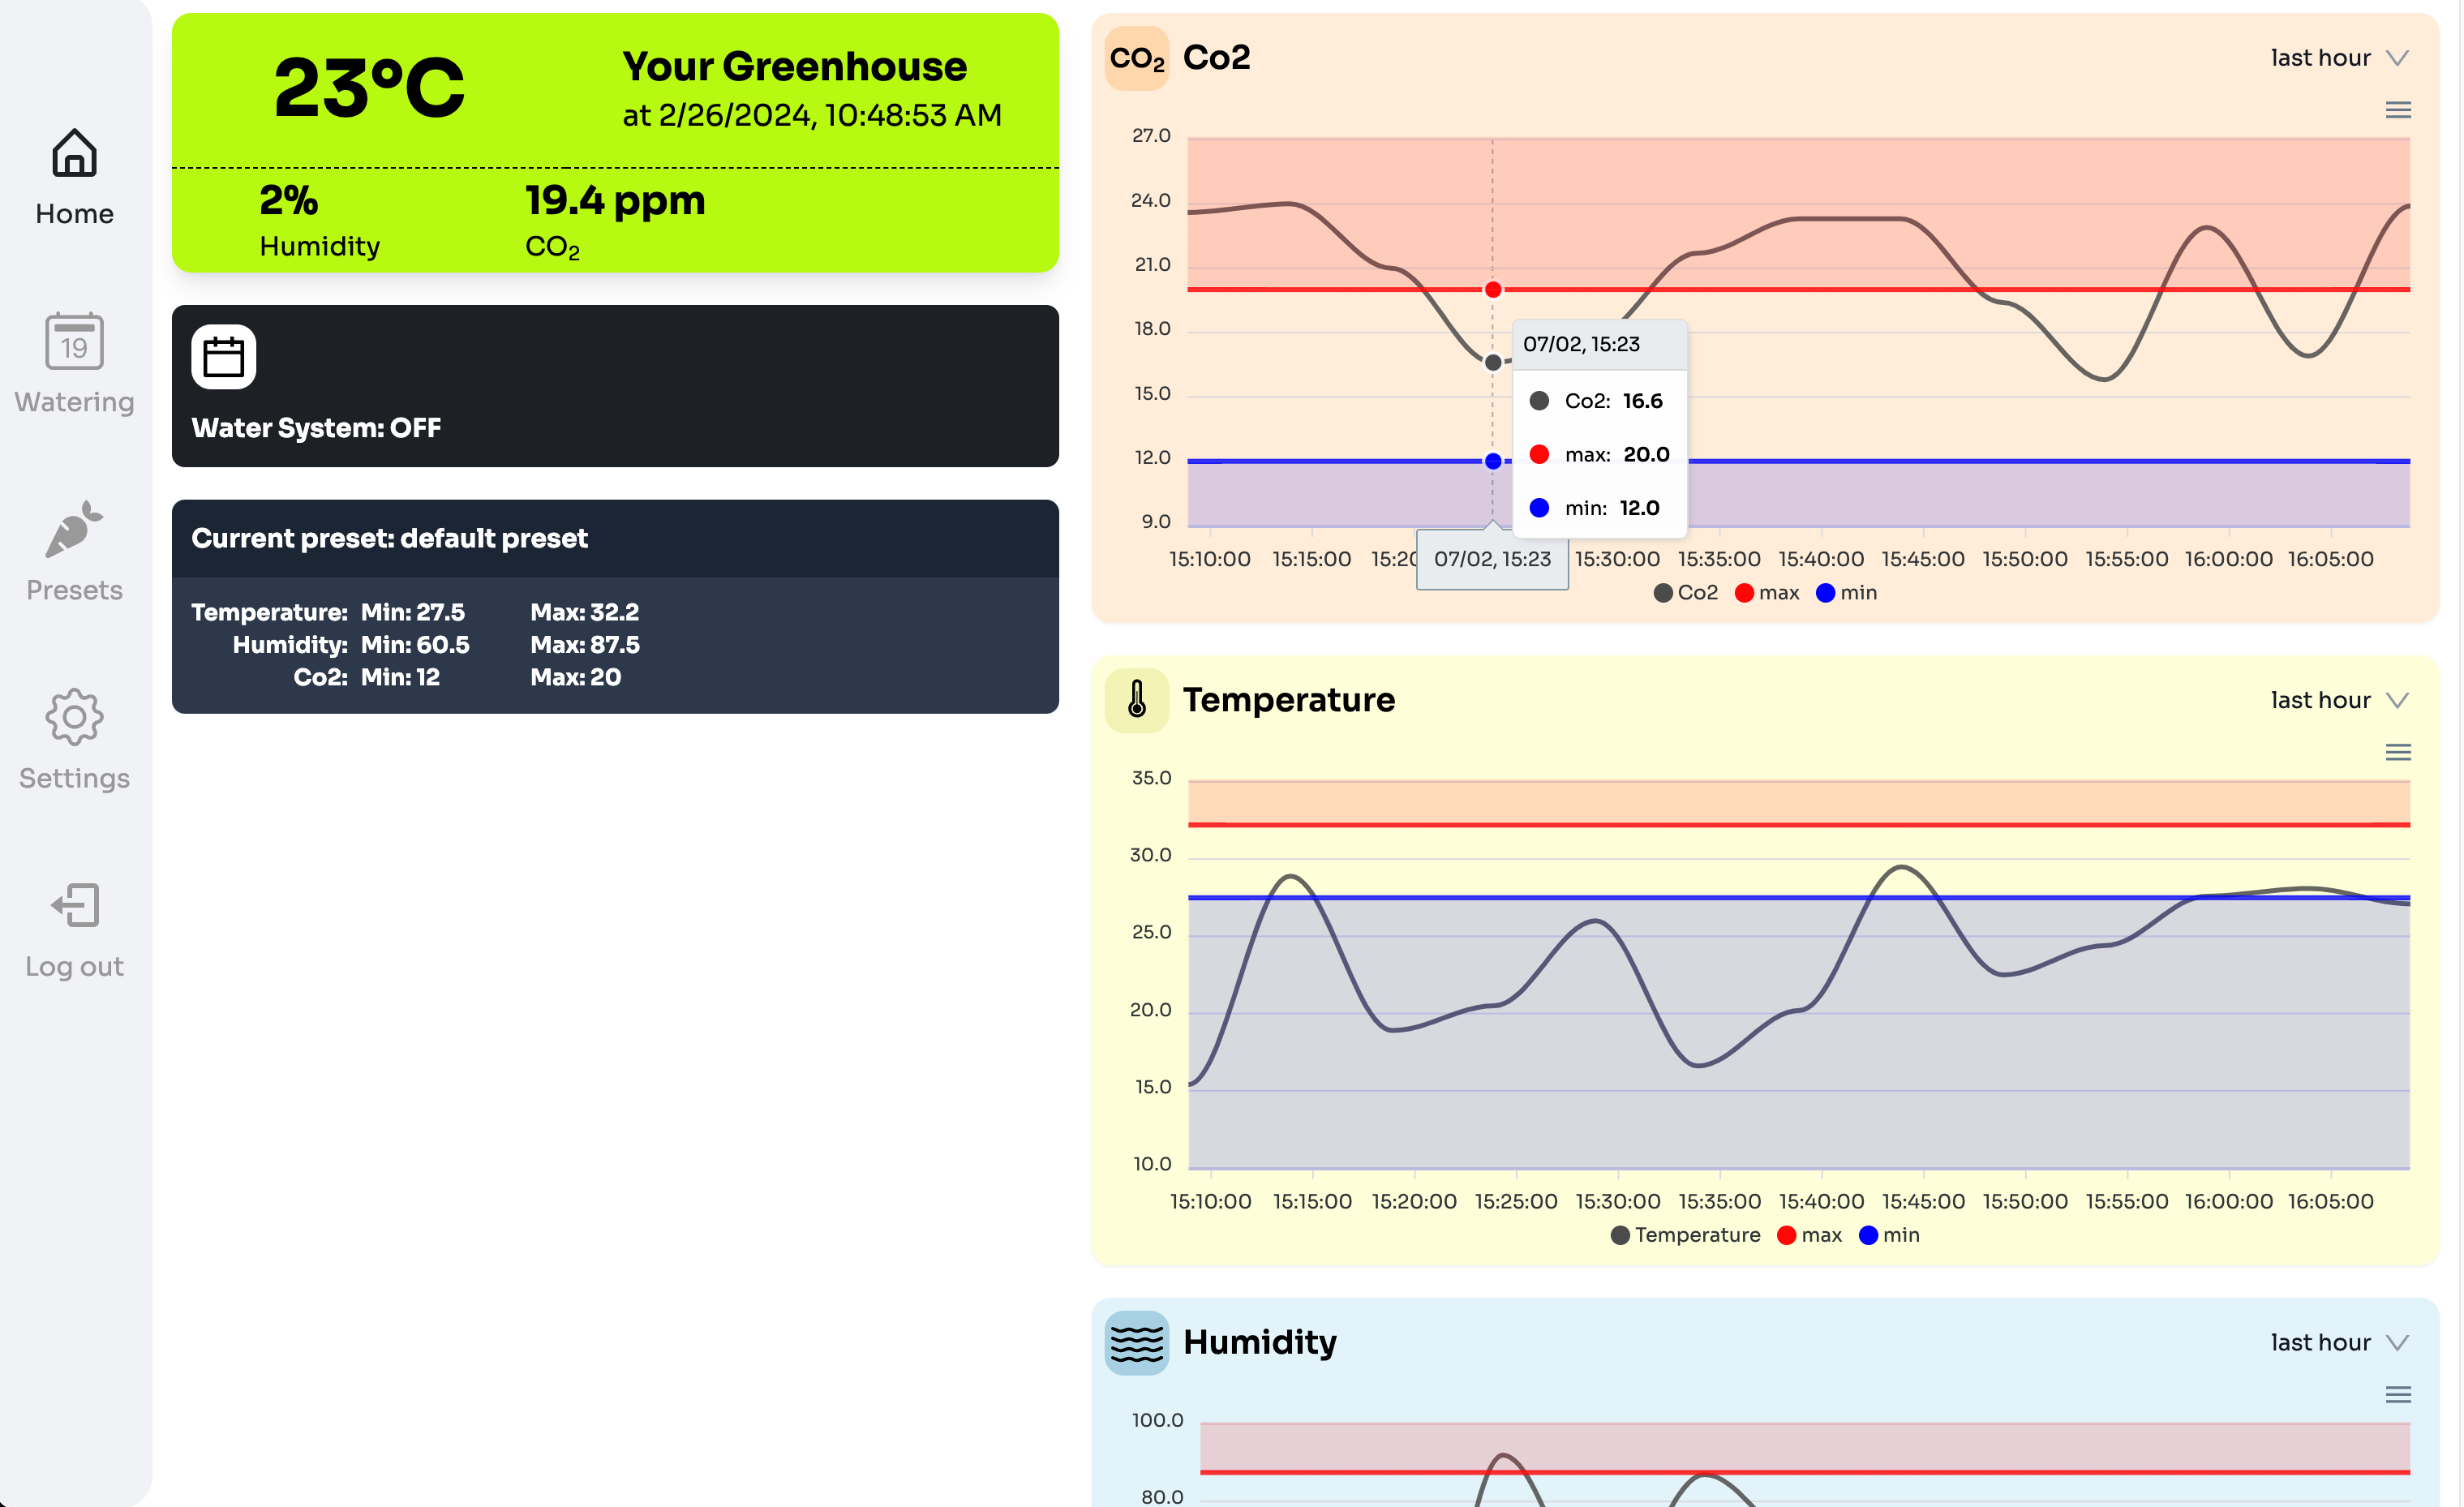 Home
19
Watering
Presets
Settings
Log out
23°C
Your Greenhouse
at 2/26/2024, 10:48:53 AM
2%
Humidity
19.4 ppm
CO₂
Water System: OFF
Current preset: default preset
Temperature: Min: 27.5 Max: 32.2
Humidity: Min: 60.5 Max: 87.5
Co2: Min: 12 Max: 20
CO₂ Co2
last hour
27.0
24.0
21.0
18.0
15.0
12.0
9.0
07/02, 15:23
Co2: 16.6
max: 20.0
min: 12.0
15:10:00 15:15:00 15:20 07/02, 15:23 15:30:00 15:35:00 15:40:00 15:45:00 15:50:00 15:55:00 16:00:00 16:05:00
Co2 max min
Temperature
last hour
35.0
30.0
25.0
20.0
15.0
10.0
15:10:00 15:15:00 15:20:00 15:25:00 15:30:00 15:35:00 15:40:00 15:45:00 15:50:00 15:55:00 16:00:00 16:05:00
Temperature max min
Humidity
last hour
100.0
80.0